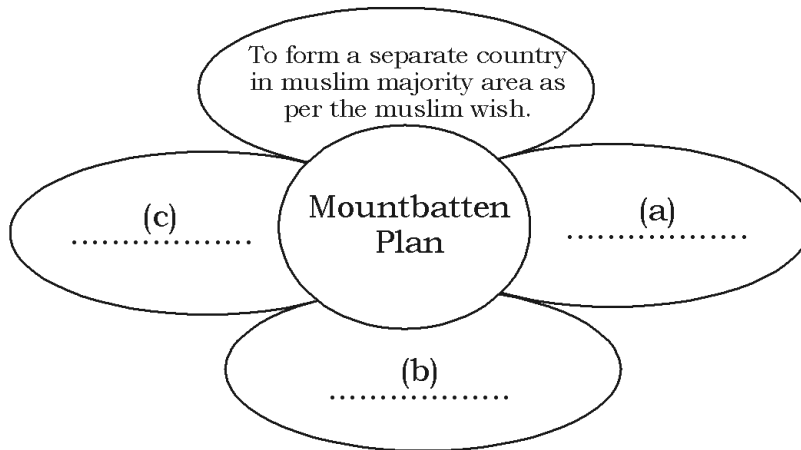 To form a separate country
in muslim majority area as
per the muslim wish.
Mountbatten
Plan
(a)
...................
(b)
...................
(c)
...................